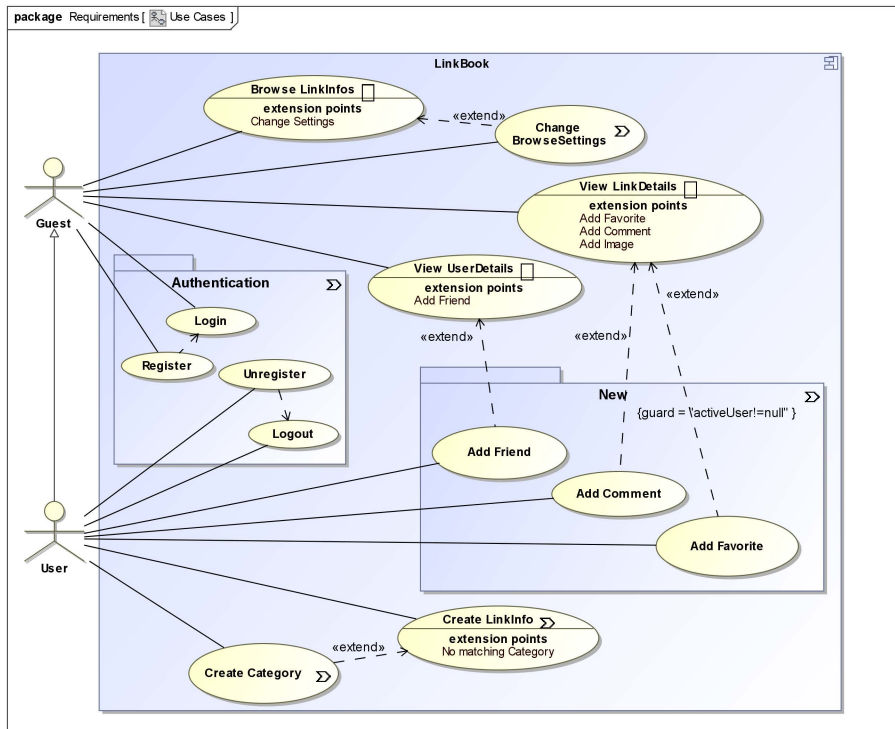 package Requirements [ Use Cases ]
LinkBook
Browse LinkInfos
extension points
Change Settings
«extend»
Change
BrowseSettings
View LinkDetails
extension points
Add Favorite
Add Comment
Add Image
Guest
View UserDetails
extension points
Add Friend
Authentication
Login
Register
Unregister
Logout
«extend»
«extend»
«extend»
New
{guard = \'activeUser!=null" }
Add Friend
Add Comment
Add Favorite
User
Create LinkInfo
extension points
No matching Category
«extend»
Create Category